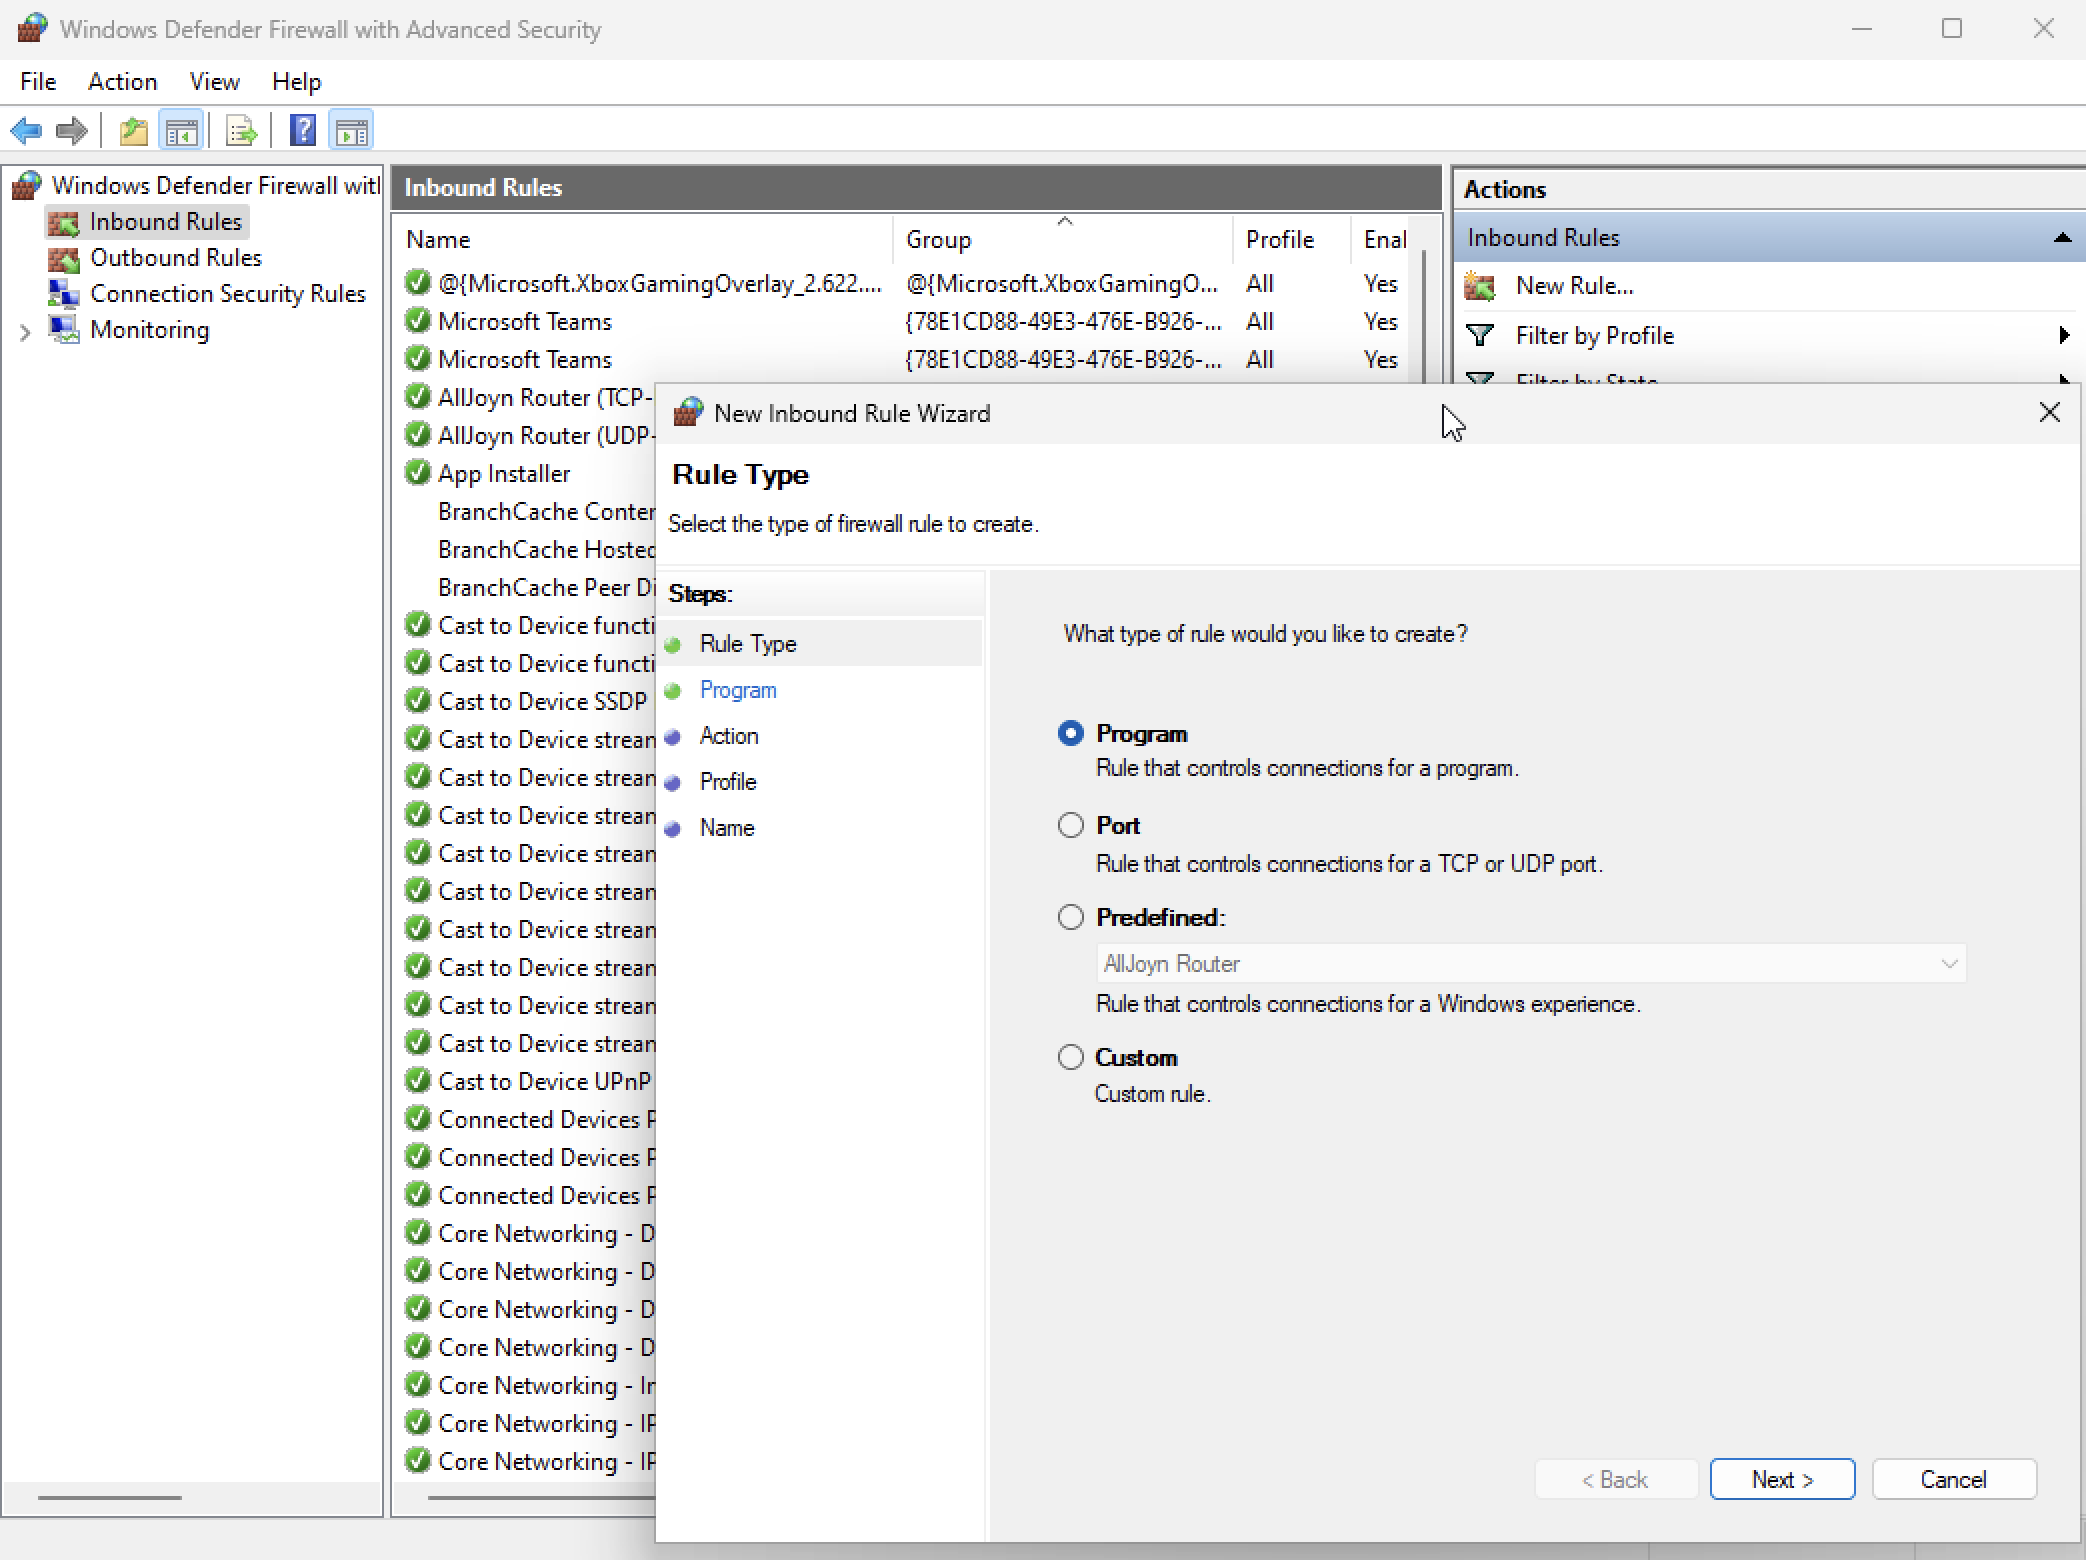 Windows Defender Firewall with Advanced Security
File Action View Help
Windows Defender Firewall witl
Inbound Rules
Outbound Rules
Connection Security Rules
Monitoring
Inbound Rules
Name Group Profile Enal
@{Microsoft.XboxGamingOverlay_2.622.... @{Microsoft.XboxGamingO... All Yes
Microsoft Teams {78E1CD88-49E3-476E-B926-... All Yes
Microsoft Teams {78E1CD88-49E3-476E-B926-... All Yes
AllJoyn Router (TCP-
AllJoyn Router (UDP-
App Installer
BranchCache Conter
BranchCache Hosted
BranchCache Peer Di
Cast to Device functi
Cast to Device functi
Cast to Device SSDP
Cast to Device strean
Cast to Device strean
Cast to Device strean
Cast to Device strean
Cast to Device strean
Cast to Device strean
Cast to Device strean
Cast to Device strean
Cast to Device strean
Cast to Device UPnP
Connected Devices P
Connected Devices P
Connected Devices P
Core Networking - D
Core Networking - D
Core Networking - D
Core Networking - D
Core Networking - In
Core Networking - IP
Core Networking - IP
Actions
Inbound Rules
New Rule...
Filter by Profile
Filter by State
New Inbound Rule Wizard
Rule Type
Select the type of firewall rule to create.
Steps:
Rule Type
Program
Action
Profile
Name
What type of rule would you like to create?
Program
Rule that controls connections for a program.
Port
Rule that controls connections for a TCP or UDP port.
Predefined:
AllJoyn Router
Rule that controls connections for a Windows experience.
Custom
Custom rule.
< Back Next > Cancel